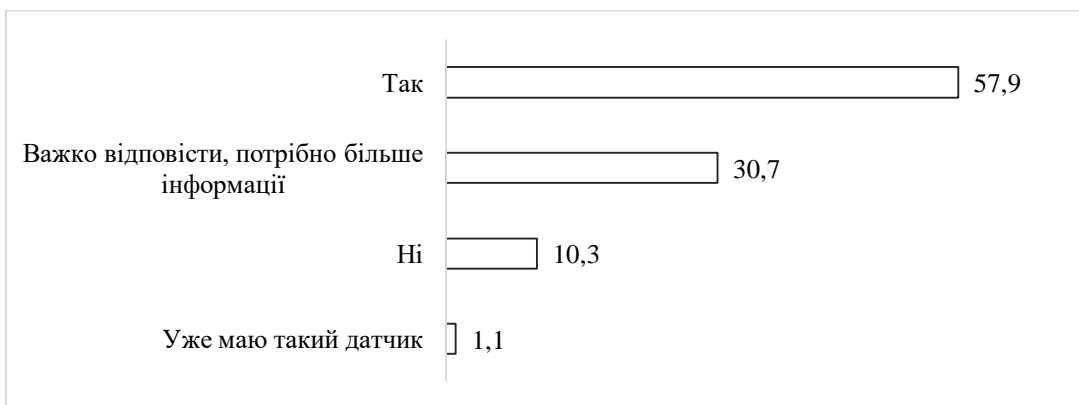 Так
57,9
Важко відповісти, потрібно більше
інформації
30,7
Ні
10,3
Уже маю такий датчик
1,1